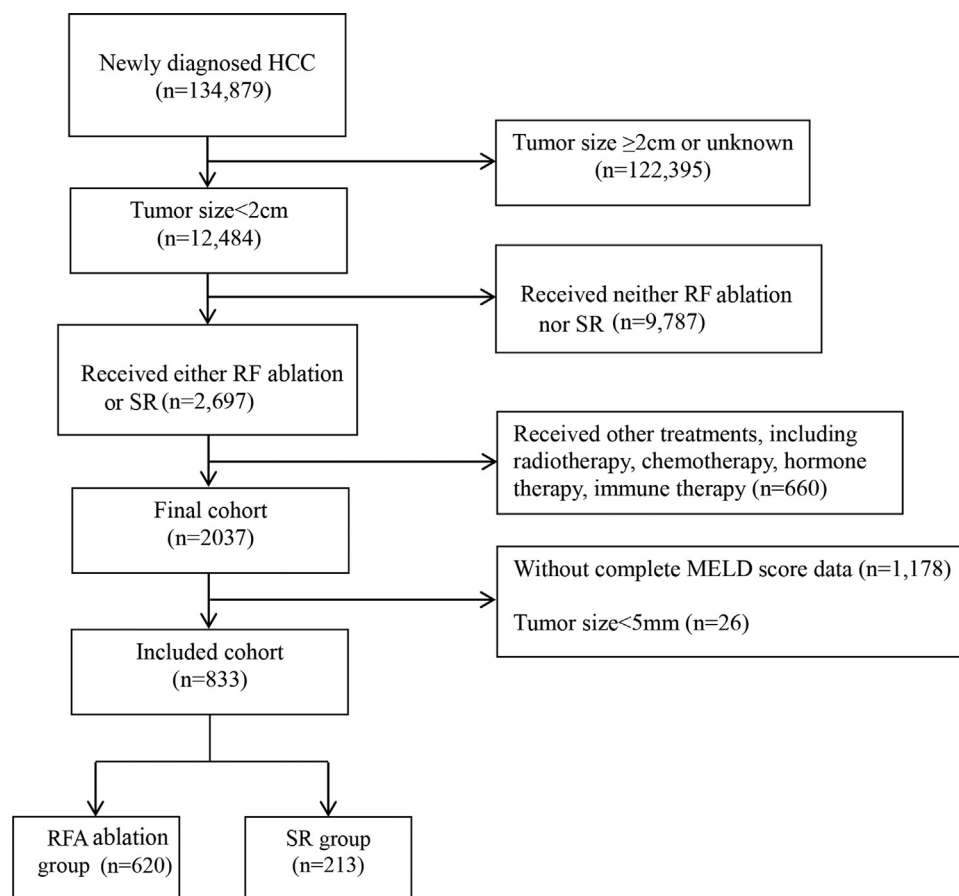 Newly diagnosed HCC
(n=134,879)
Tumor size ≥2cm or unknown
(n=122,395)
Tumor size<2cm
(n=12,484)
Received neither RF ablation
nor SR (n=9,787)
Received either RF ablation
or SR (n=2,697)
Received other treatments, including
radiotherapy, chemotherapy, hormone
therapy, immune therapy (n=660)
Final cohort
(n=2037)
Without complete MELD score data (n=1,178)
Tumor size<5mm (n=26)
Included cohort
(n=833)
RFA ablation
group (n=620)
SR group
(n=213)